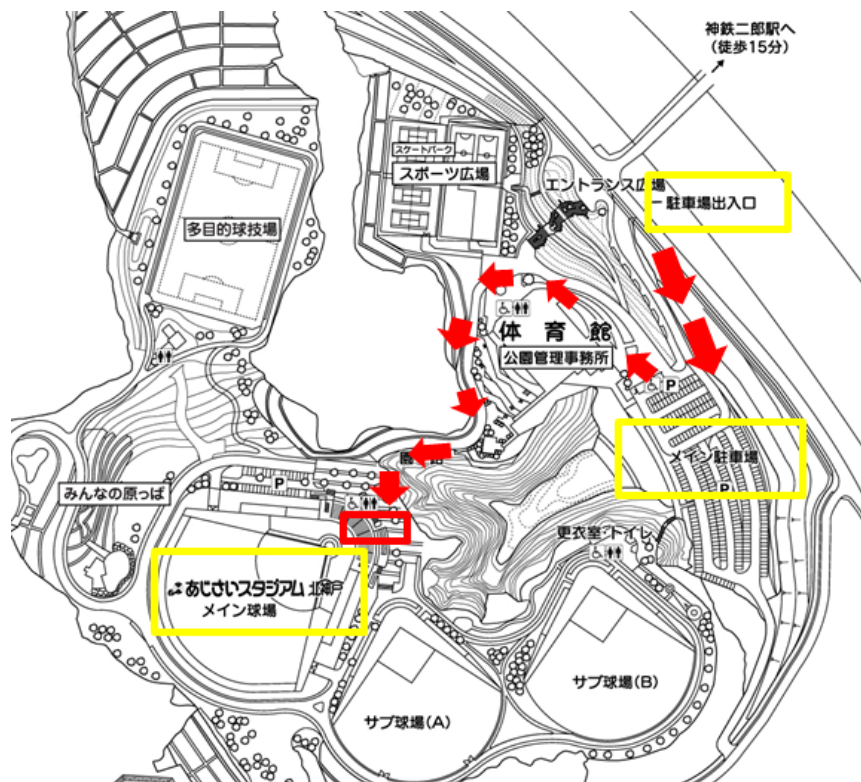 神鉄二郎駅へ
(徒歩15分)
スケートパーク
スポーツ広場
エントランス広場
駐車場出入口
多目的球技場
体育館
公園管理事務所
P
メイン駐車場
P
みんなの原っぱ
P
更衣室・トイレ
あじさいスタジアム
メイン球場
サブ球場(A)
サブ球場(B)